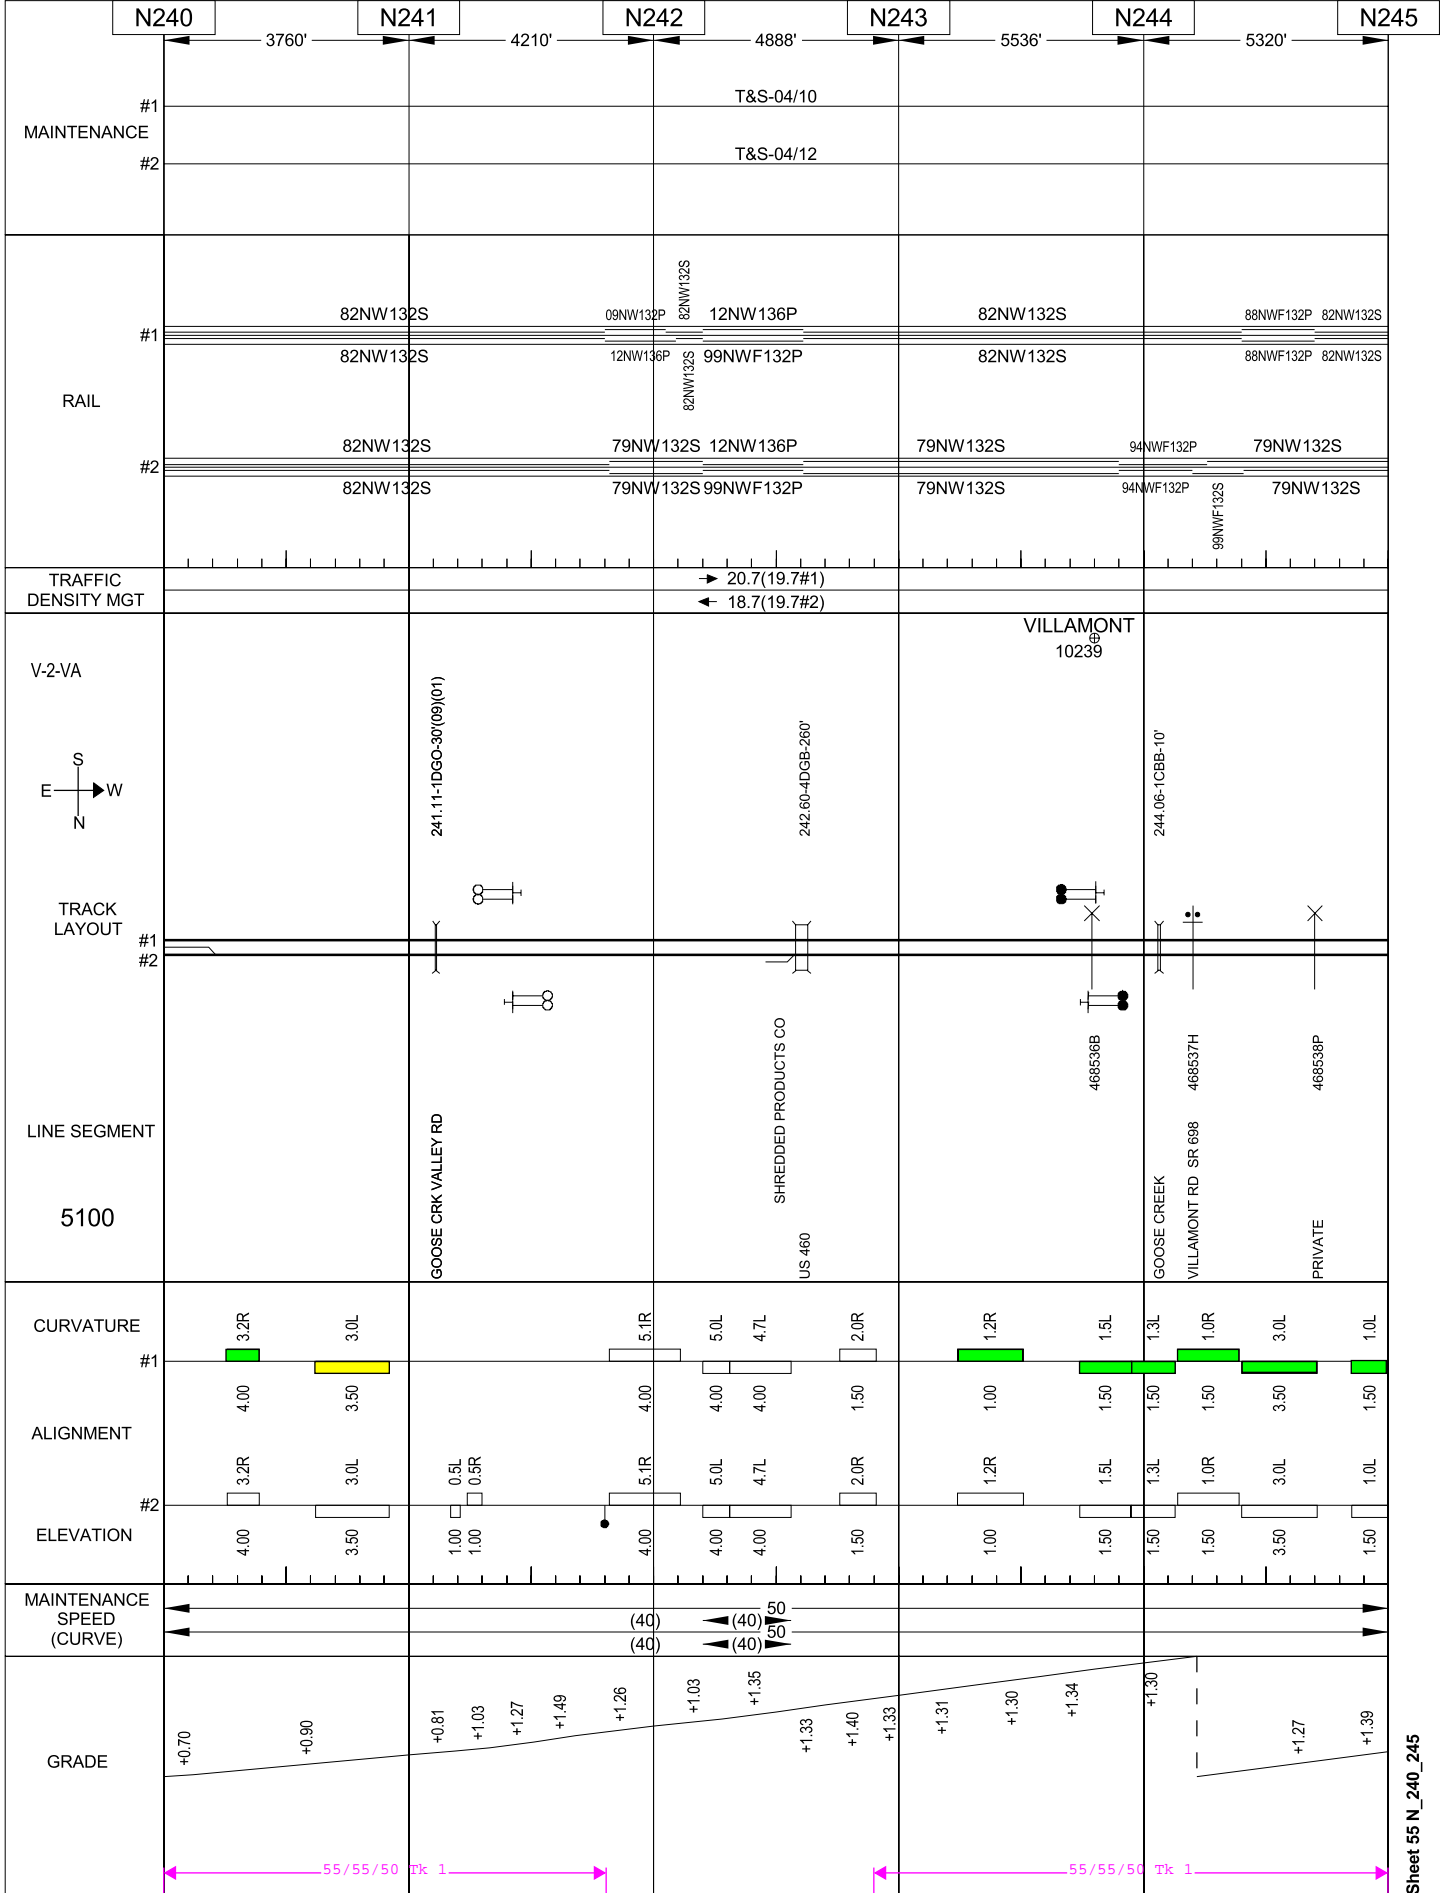 N240 N241 N242 N243 N244 N245
3760' 4210' 4888' 5536' 5320'
T&S-04/10
#1
MAINTENANCE
T&S-04/12
#2
82NW132S
82NW132S 09NW132P 12NW136P 82NW132S 88NWF132P 82NW132S
#1
82NW132S 12NW136P 99NWF132P 82NW132S 88NWF132P 82NW132S
82NW132S
RAIL
82NW132S 79NW132S 12NW136P 79NW132S 94NWF132P 79NW132S
#2
82NW132S 79NW132S 99NWF132P 79NW132S 94NWF132P 79NW132S
99NWF132S
TRAFFIC
DENSITY MGT
20.7(19.7#1)
18.7(19.7#2)
VILLAMONT
10239
V-2-VA
S
E W
N
241.11-1DGO-30'(09)(01)
242.60-4DGB-260'
244.06-1CBB-10'
TRACK
LAYOUT
#1
#2
468536B
468537H
468538P
LINE SEGMENT
5100
GOOSE CRK VALLEY RD
SHREDDED PRODUCTS CO
US 460
GOOSE CREEK
VILLAMONT RD SR 698
PRIVATE
CURVATURE
3.2R 3.0L 5.1R 5.0L 4.7L 2.0R 1.2R 1.5L 1.3L 1.0R 3.0L 1.0L
#1
4.00 3.50 4.00 4.00 4.00 1.50 1.00 1.50 1.50 1.50 3.50 1.50
ALIGNMENT
3.2R 3.0L 0.5L 0.5R 5.1R 5.0L 4.7L 2.0R 1.2R 1.5L 1.3L 1.0R 3.0L 1.0L
#2
ELEVATION
4.00 3.50 1.00 1.00 4.00 4.00 4.00 1.50 1.00 1.50 1.50 1.50 3.50 1.50
MAINTENANCE
SPEED
(CURVE)
50
(40) (40)
50
(40) (40)
GRADE
+0.70 +0.90 +0.81 +1.03 +1.27 +1.49 +1.26 +1.03 +1.35 +1.33 +1.40 +1.33 +1.31 +1.30 +1.34 +1.30 +1.27 +1.39
55/55/50 Tk 1 55/55/50 Tk 1
Sheet 55 N_240_245